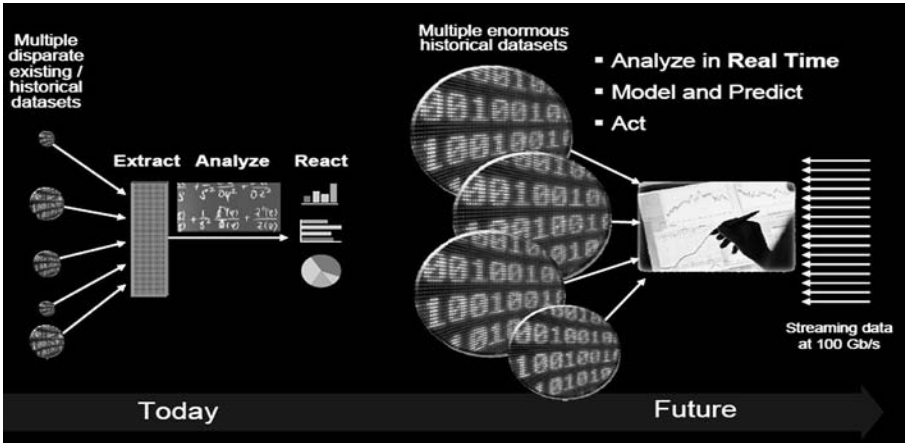 Multiple
disparate
existing /
historical
datasets
Extract
Analyze
React
Multiple enormous
historical datasets
▪ Analyze in Real Time
▪ Model and Predict
▪ Act
Streaming data
at 100 Gb/s
Today
Future